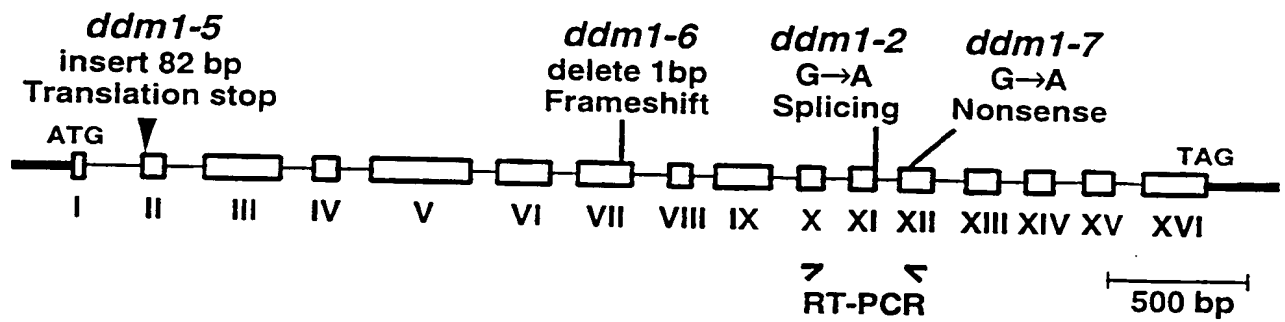 ddm1-5
insert 82 bp
Translation stop
ddm1-6
delete 1bp
Frameshift
ddm1-2
G→A
Splicing
ddm1-7
G→A
Nonsense
ATG
TAG
I II III IV V VI VII VIII IX X XI XII XIII XIV XV XVI
RT-PCR
500 bp